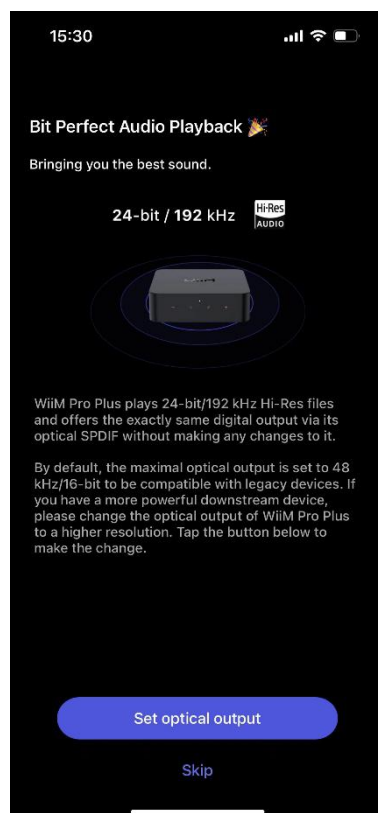 15:30
Bit Perfect Audio Playback 🎉
Bringing you the best sound.
24-bit / 192 kHz
Hi-Res
AUDIO
WiiM
WiiM Pro Plus plays 24-bit/192 kHz Hi-Res files
and offers the exactly same digital output via its
optical SPDIF without making any changes to it.
By default, the maximal optical output is set to 48
kHz/16-bit to be compatible with legacy devices. If
you have a more powerful downstream device,
please change the optical output of WiiM Pro Plus
to a higher resolution. Tap the button below to
make the change.
Set optical output
Skip